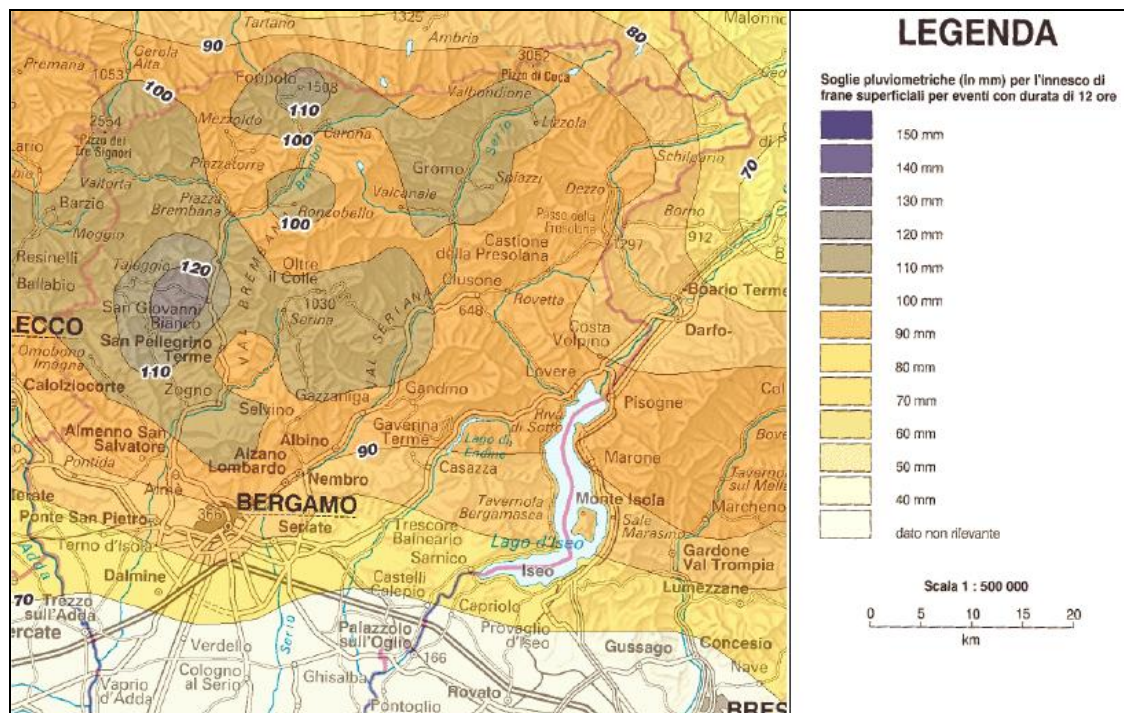 Tartano
1325
Ambria
80
Malonno
90
Premana
Gerola
Alta
3052
Pizzo di Coca
1053
Foppolo
1508
Valbondione
100
110
2554
Pizzo dei
Tre Signori
Mezzoldo
100
Carona
Lizzola
Serio
Schilpario
Piazzatorre
Brembo
Gromo
Spiazzi
Dezzo
70
Valtorta
Barzio
Piazza
Brembana
Valcanale
Roncobello
100
Passo della
Presolana
Borno
912
Moggio
Resinelli
Ballabio
Taleggio
120
Oltre
il Colle
Castione
della Presolana
1297
VAL BREMBANA
Clusone
San Giovanni
Bianco
1030
Serina
VAL SERIANA
648
Rovetta
Boario Terme
LECCO
San Pellegrino
Terme
Costa
Volpino
Darfo-
Omobono
Imagna
110
Lovere
Calolziocorte
Zogno
Gazzaniga
Gandino
Pisogne
Selvino
Riva
di Sotto
Almenno San
Salvatore
Albino
Gaverina
Terme
Lago di
Endine
Pontida
Alzano
Lombardo
90
Casazza
Marone
Tavernole
sul Mella
Nembro
Almè
BERGAMO
Tavernola
Bergamasca
Monte Isola
Marcheno
366
Ponte San Pietro
Seriate
Trescore
Balneario
Sale
Marasino
Terno d'Isola
Sarnico
Lago d'Iseo
Gardone
Val Trompia
Adda
Dalmine
Iseo
Castelli
Calepio
Lumezzane
70
Trezzo
sull'Adda
Capriolo
Palazzolo
sull'Oglio
Provaglio
d'Iseo
Concesio
Verdello
Serio
166
Gussago
Nave
Cologno
al Serio
Ghisalba
Vaprio
d'Adda
Rovato
Pontoglio
BRES
LEGENDA
Soglie pluviometriche (in mm) per l'innesco di
frane superficiali per eventi con durata di 12 ore
150 mm
140 mm
130 mm
120 mm
110 mm
100 mm
90 mm
80 mm
70 mm
60 mm
50 mm
40 mm
dato non rilevante
Scala 1 : 500 000
0 5 10 15 20
km